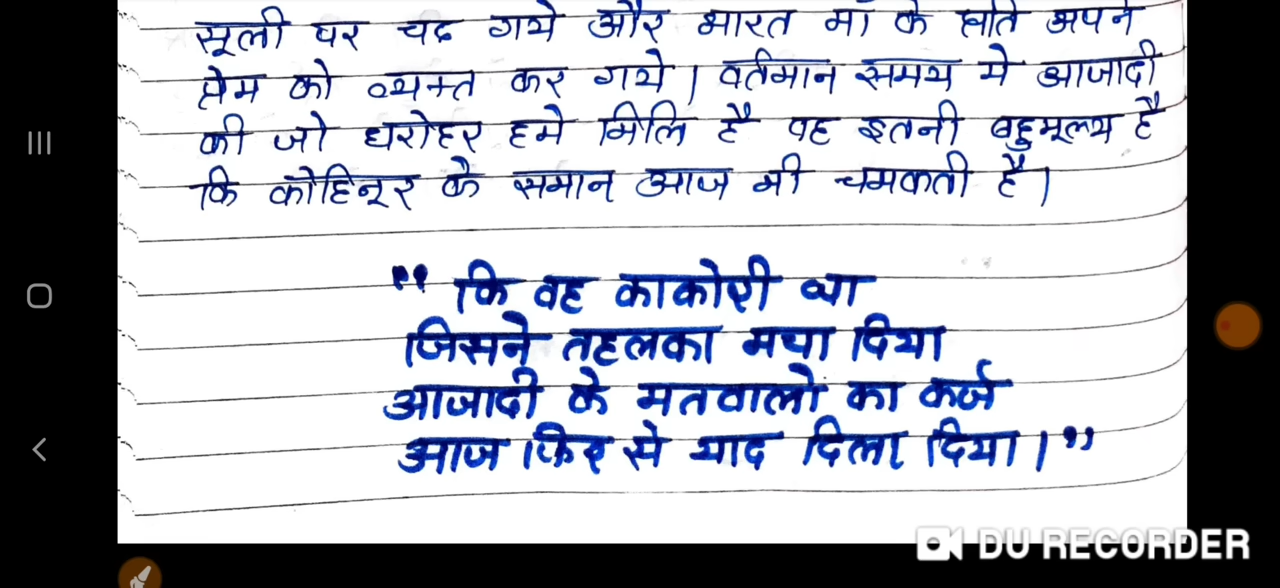 सूली पर चढ़ गये और भारत माँ के प्रति अपने
प्रेम को व्यक्त कर गये। वर्तमान समय मे आजादी
की जो धरोहर हमे मिलि है वह इतनी बहुमूल्य है
कि कोहिनूर के समान आज भी चमकती है।
" कि वह काकोरी था
जिसने तहलका मचा दिया
आजादी के मतवालो का कर्ज
आज फिर से याद दिला दिया। "
DU RECORDER